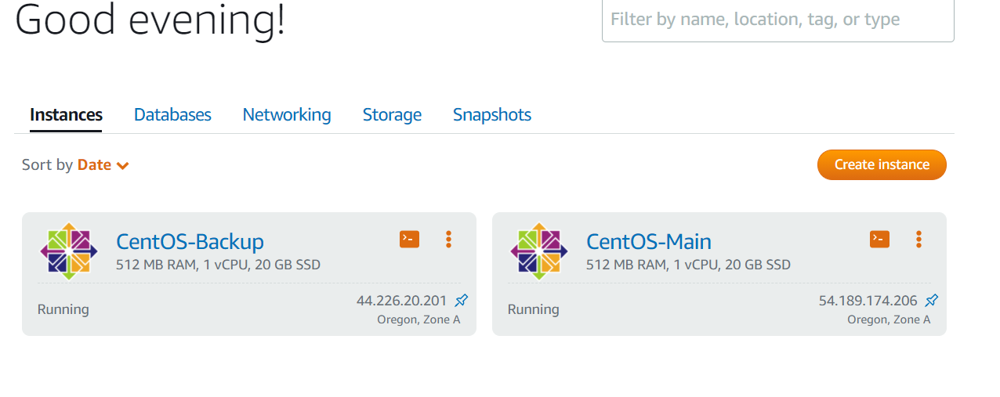 Good evening!
Filter by name, location, tag, or type
Instances
Databases
Networking
Storage
Snapshots
Sort by Date
Create instance
CentOS-Backup
512 MB RAM, 1 vCPU, 20 GB SSD
Running
44.226.20.201
Oregon, Zone A
CentOS-Main
512 MB RAM, 1 vCPU, 20 GB SSD
Running
54.189.174.206
Oregon, Zone A